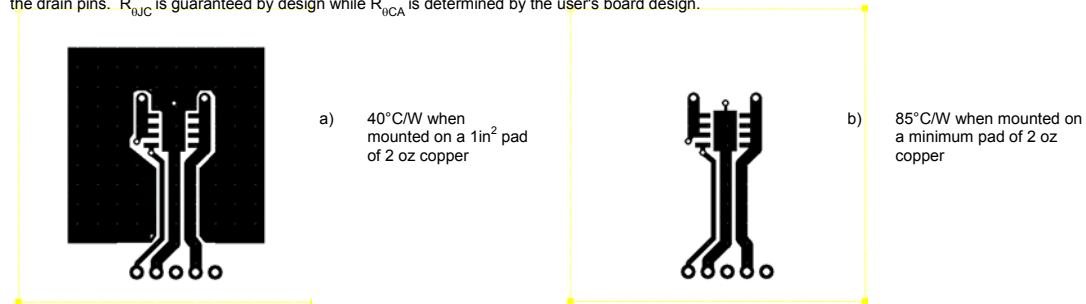 the drain pins. RθJC is guaranteed by design while RθCA is determined by the user's board design.
a) 40°C/W when
mounted on a 1in² pad
of 2 oz copper
b) 85°C/W when mounted on
a minimum pad of 2 oz
copper